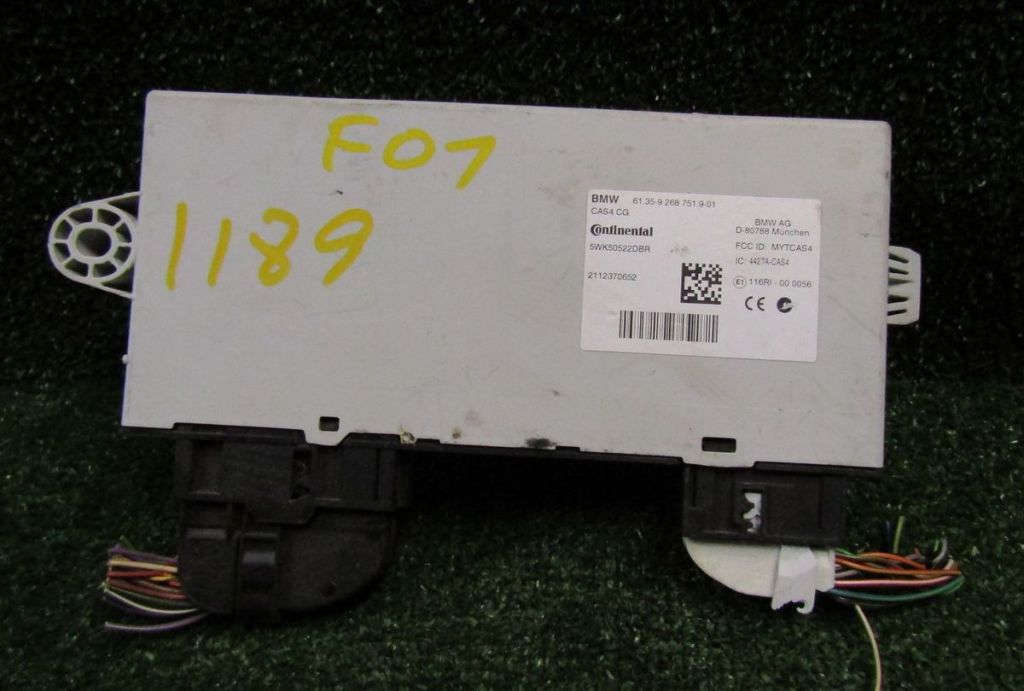 F07
1189
BMW 61.35-9 268 751.9-01
CAS4 CG
Continental
5WK50522DBR
2112370652
BMW AG
D-80788 München
FCC ID: MYTCAS4
IC: 4427A-CAS4
E1 116RI - 00 0056
CE